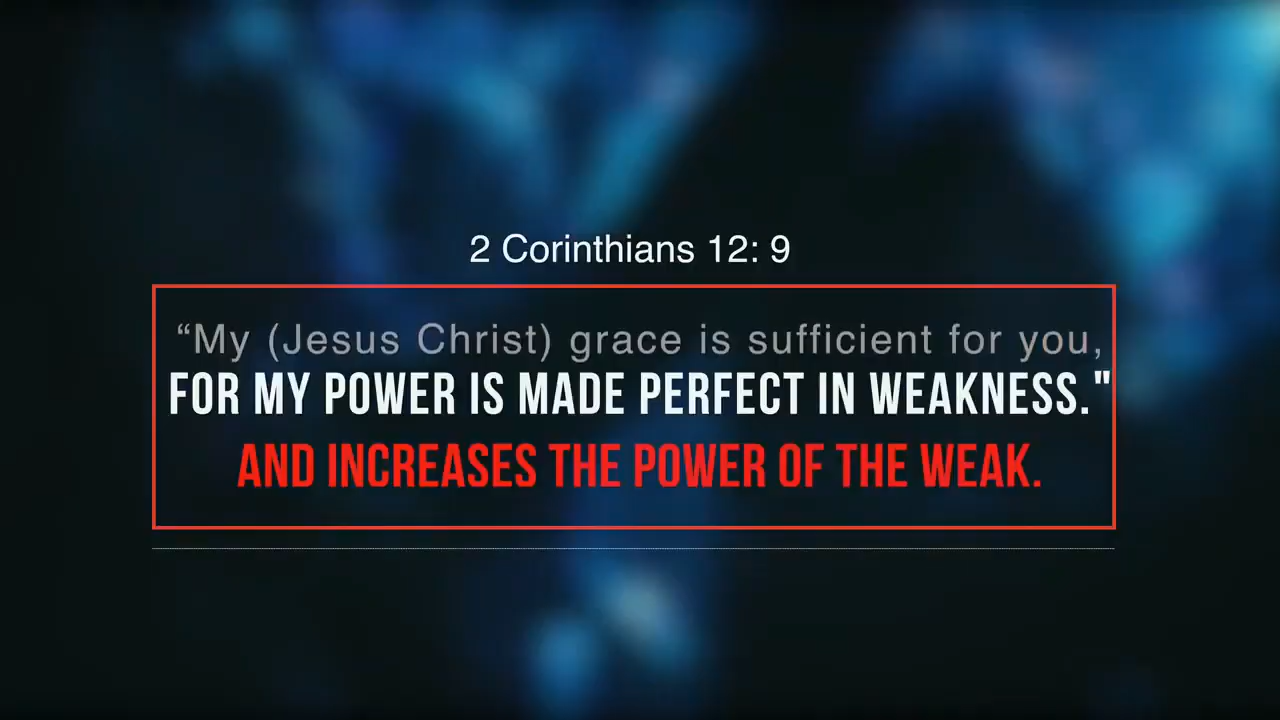 2 Corinthians 12: 9
“My (Jesus Christ) grace is sufficient for you,
FOR MY POWER IS MADE PERFECT IN WEAKNESS."
AND INCREASES THE POWER OF THE WEAK.